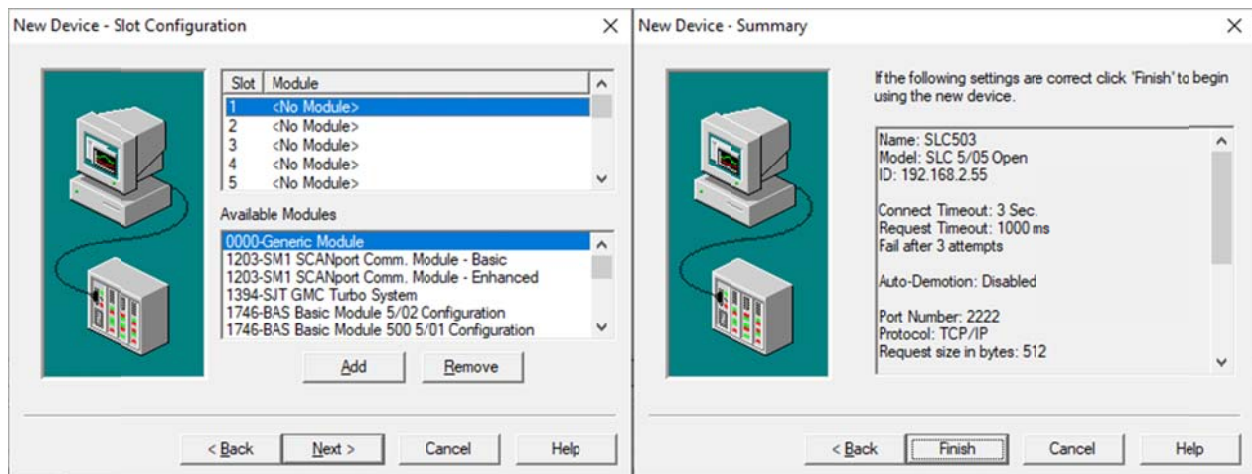 New Device - Slot Configuration
Slot Module
1 <No Module>
2 <No Module>
3 <No Module>
4 <No Module>
5 <No Module>
Available Modules
0000-Generic Module
1203-SM1 SCANport Comm. Module - Basic
1203-SM1 SCANport Comm. Module - Enhanced
1394-SJT GMC Turbo System
1746-BAS Basic Module 5/02 Configuration
1746-BAS Basic Module 500 5/01 Configuration
Add Remove
< Back Next > Cancel Help
New Device - Summary
If the following settings are correct click 'Finish' to begin
using the new device.
Name: SLC503
Model: SLC 5/05 Open
ID: 192.168.2.55
Connect Timeout: 3 Sec.
Request Timeout: 1000 ms
Fail after 3 attempts
Auto-Demotion: Disabled
Port Number: 2222
Protocol: TCP/IP
Request size in bytes: 512
< Back Finish Cancel Help